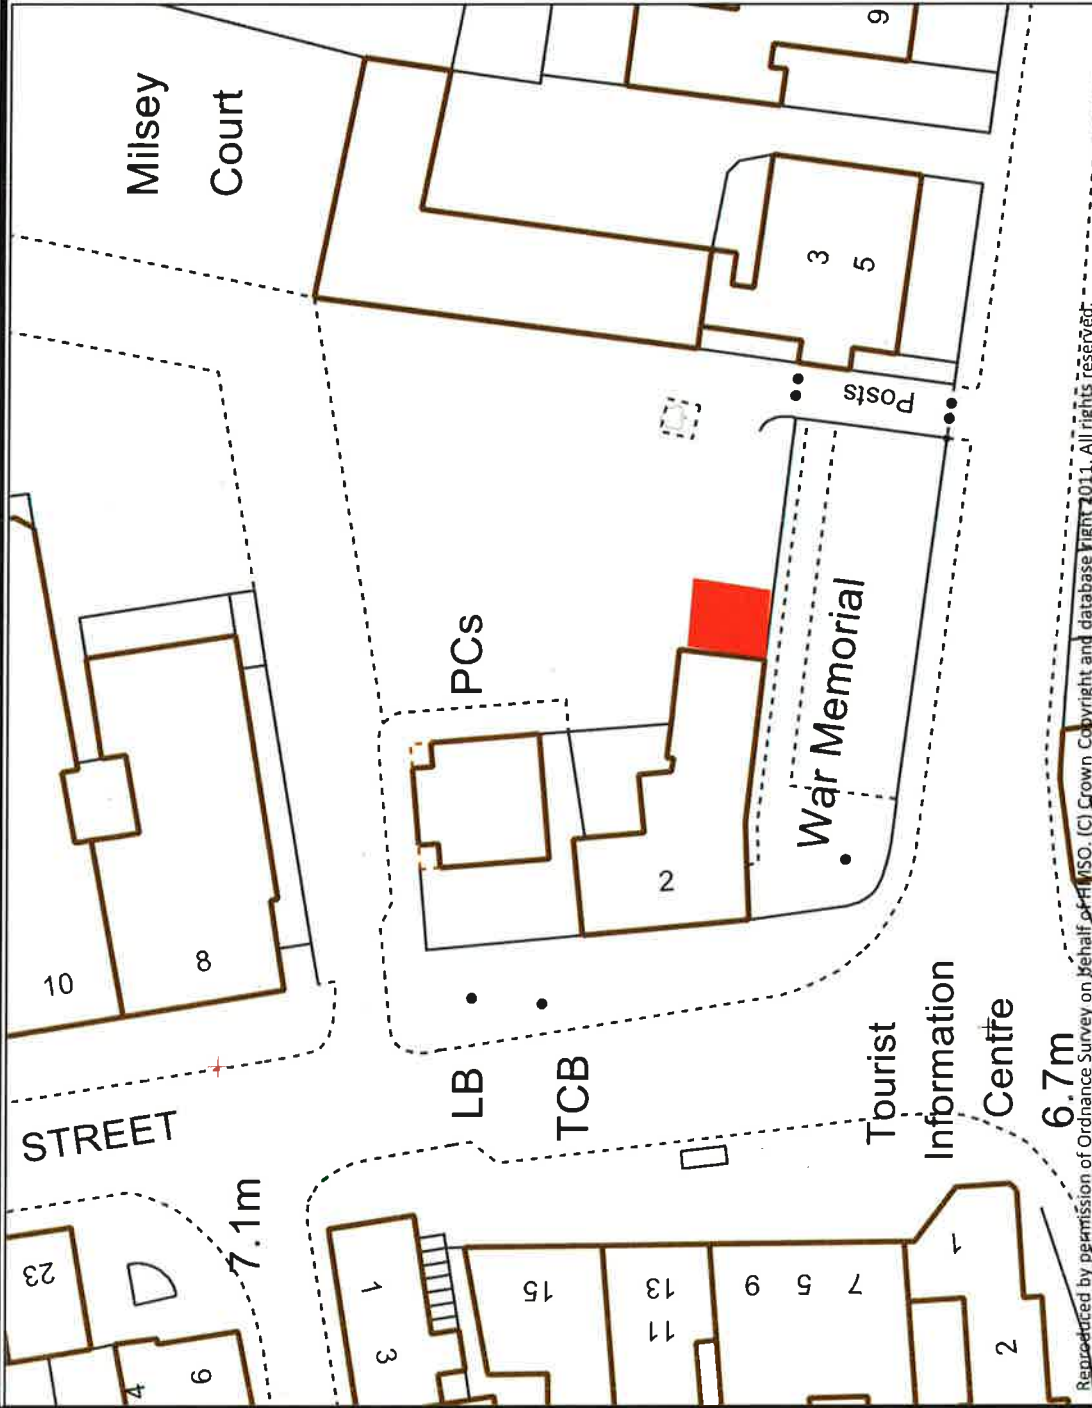 Milsey
Court
9
3
5
Posts
PCs
War Memorial
2
10
8
LB
TCB
STREET
7.1m
Tourist
Information
Centre
6.7m
23
4
6
1
3
15
13
11
9
5
7
1
2
Reproduced by permission of Ordnance Survey on behalf of HMSO. (C) Crown Copyright and database right 2011. All rights reserved.